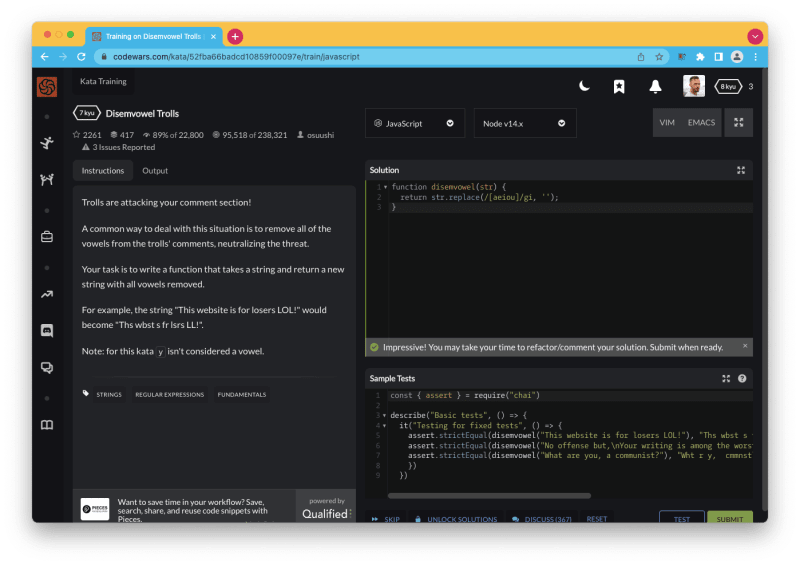 Training on Disemvowel Trolls
codewars.com/kata/52fba66badcd10859f00097e/train/javascript
Kata Training
8 kyu
3
7 kyu
Disemvowel Trolls
2261
417
89% of 22,800
95,518 of 238,321
osuushi
3 Issues Reported
JavaScript
Node v14.x
VIM
EMACS
Instructions
Output
Trolls are attacking your comment section!
A common way to deal with this situation is to remove all of the
vowels from the trolls' comments, neutralizing the threat.
Your task is to write a function that takes a string and return a new
string with all vowels removed.
For example, the string "This website is for losers LOL!" would
become "Ths wbst s fr lsrs LL!".
Note: for this kata y isn't considered a vowel.
STRINGS
REGULAR EXPRESSIONS
FUNDAMENTALS
PIECES
Want to save time in your workflow? Save,
search, share, and reuse code snippets with
Pieces.
powered by
Qualified
Solution
1 function disemvowel(str) {
2 return str.replace(/[aeiou]/gi, '');
3 }
Impressive! You may take your time to refactor/comment your solution. Submit when ready.
Sample Tests
1 const { assert } = require("chai")
2
3 describe("Basic tests", () => {
4 it("Testing for fixed tests", () => {
5 assert.strictEqual(disemvowel("This website is for losers LOL!"), "Ths wbst s
6 assert.strictEqual(disemvowel("No offense but,\nYour writing is among the wors
7 assert.strictEqual(disemvowel("What are you, a communist?"), "Wht r y, cmmnst
8 })
9 })
SKIP
UNLOCK SOLUTIONS
DISCUSS (367)
RESET
TEST
SUBMIT